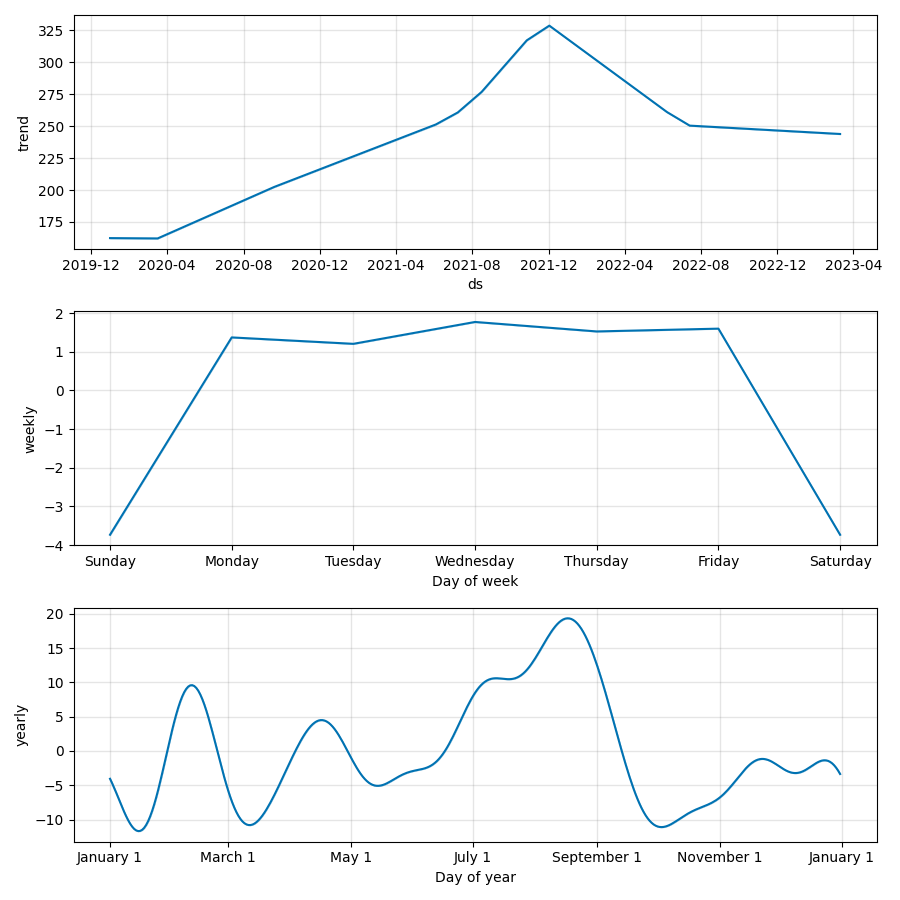 325
300
275
250
225
200
175
trend
2019-12 2020-04 2020-08 2020-12 2021-04 2021-08 2021-12 2022-04 2022-08 2022-12 2023-04
ds
2
1
0
−1
−2
−3
−4
weekly
Sunday Monday Tuesday Wednesday Thursday Friday Saturday
Day of week
20
15
10
5
0
−5
−10
yearly
January 1 March 1 May 1 July 1 September 1 November 1 January 1
Day of year